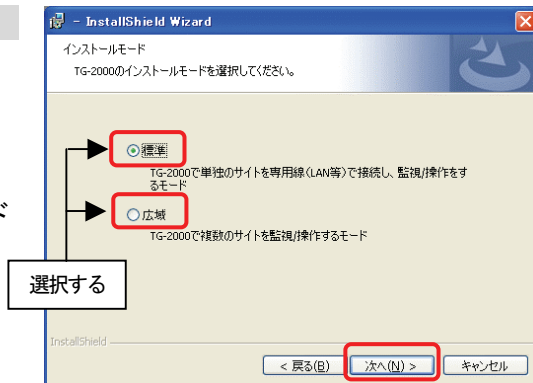 - InstallShield Wizard
インストールモード
TG-2000のインストールモードを選択してください。
標準
TG-2000で単独のサイトを専用線(LAN等)で接続し、監視/操作をす
るモード
ド
広域
TG-2000で複数のサイトを監視/操作するモード
選択する
InstallShield
< 戻る(B)
次へ(N) >
キャンセル